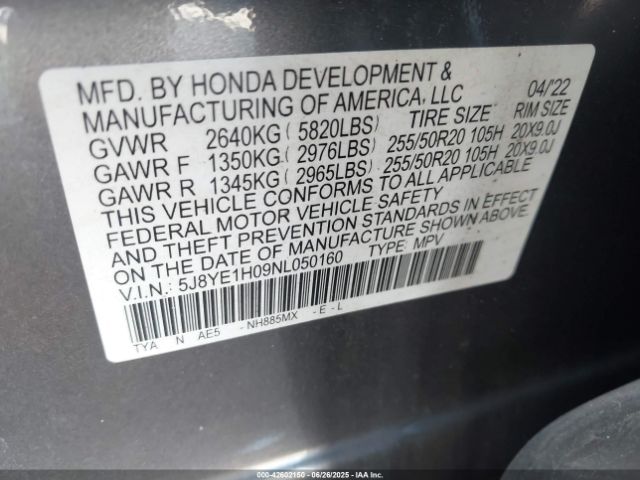 MFD. BY HONDA DEVELOPMENT &
MANUFACTURING OF AMERICA, LLC 04/'22
GVWR 2640KG ( 5820LBS) TIRE SIZE RIM SIZE
GAWR F 1350KG ( 2976LBS) 255/50R20 105H 20X9.0J
GAWR R 1345KG ( 2965LBS) 255/50R20 105H 20X9.0J
THIS VEHICLE CONFORMS TO ALL APPLICABLE
FEDERAL MOTOR VEHICLE SAFETY
AND THEFT PREVENTION STANDARDS IN EFFECT
ON THE DATE OF MANUFACTURE SHOWN ABOVE.
V.I.N.: 5J8YE1H09NL050160 TYPE: MPV
TYA N AE5 - NH885MX - E - L
000-42602150 | 06/26/2025 | IAA